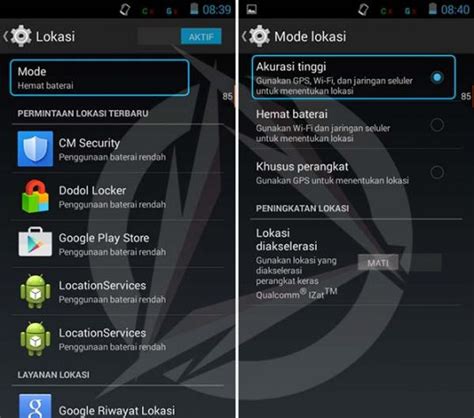 08:39
Lokasi
AKTIF
Mode
Hemat baterai
85
PERMINTAAN LOKASI TERBARU
CM Security
Penggunaan baterai rendah
Dodol Locker
Penggunaan baterai rendah
Google Play Store
Penggunaan baterai rendah
LocationServices
Penggunaan baterai rendah
LocationServices
Penggunaan baterai rendah
LAYANAN LOKASI
Google Riwayat Lokasi
08:40
Mode lokasi
Akurasi tinggi
Gunakan GPS, Wi-Fi, dan jaringan seluler
untuk menentukan lokasi
85
Hemat baterai
Gunakan Wi-Fi dan jaringan seluler
untuk menentukan lokasi
Khusus perangkat
Gunakan GPS untuk menentukan lokasi
PENINGKATAN LOKASI
Lokasi
diakselerasi
Gunakan lokasi yang
diakselerasi
perangkat keras
Qualcomm® IZat™
MATI